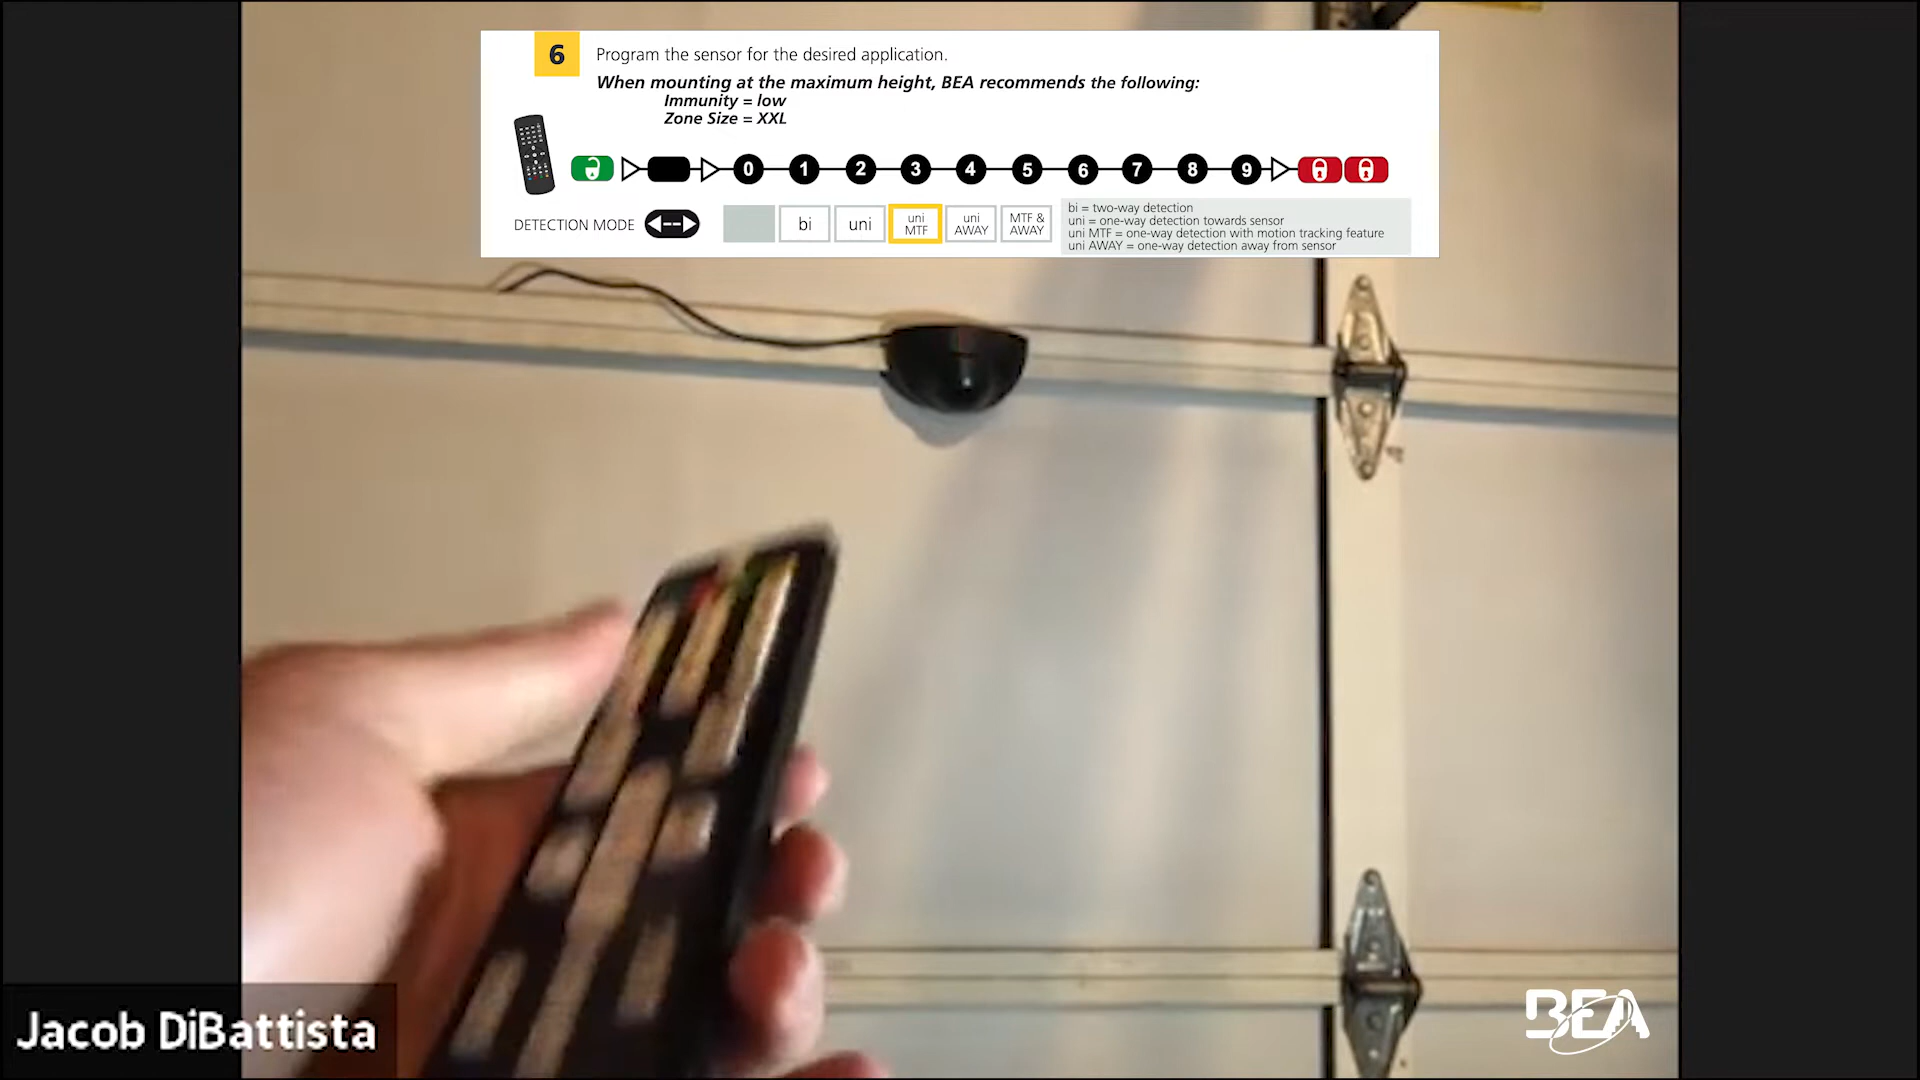 6 Program the sensor for the desired application.
When mounting at the maximum height, BEA recommends the following:
Immunity = low
Zone Size = XXL
0 1 2 3 4 5 6 7 8 9
DETECTION MODE
bi
uni
uni
MTF
uni
AWAY
MTF &
AWAY
bi = two-way detection
uni = one-way detection towards sensor
uni MTF = one-way detection with motion tracking feature
uni AWAY = one-way detection away from sensor
Jacob DiBattista
BEA